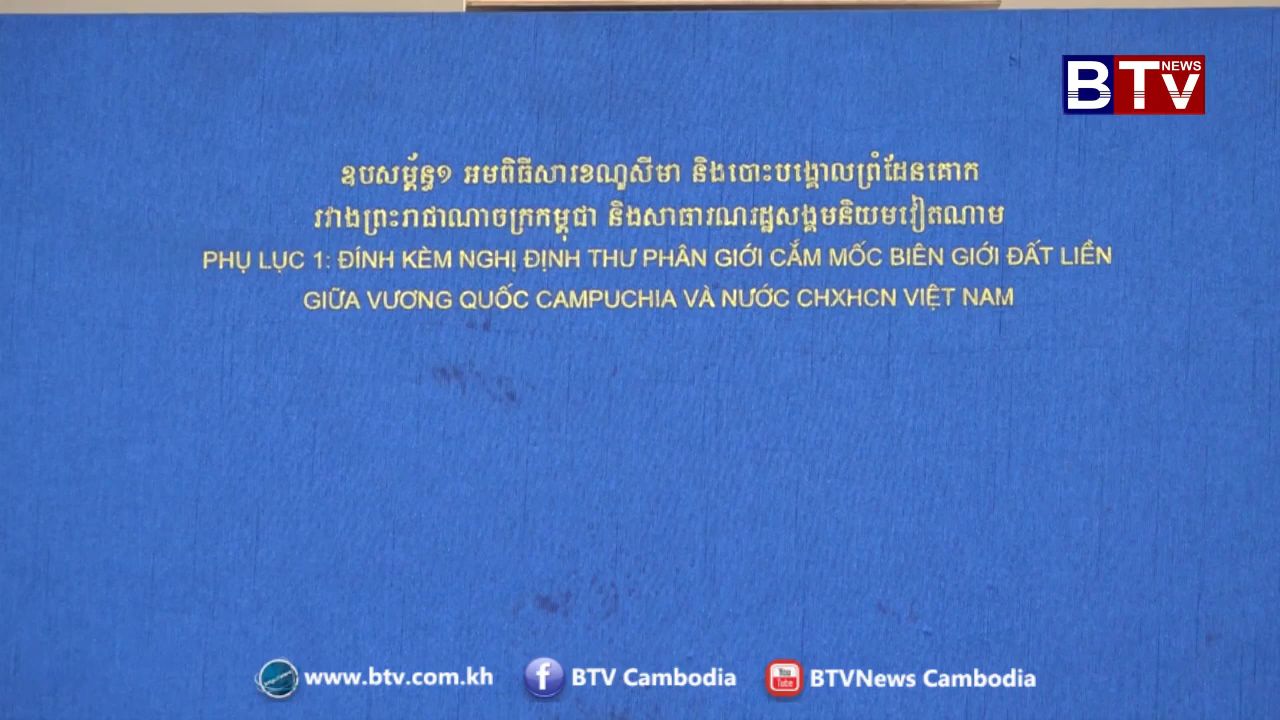 BTV NEWS
ឧបសម្ព័ន្ធ១ អមពិធីសារខណ្ឌសីមា និងបោះបង្គោលព្រំដែនគោក
រវាងព្រះរាជាណាចក្រកម្ពុជា និងសាធារណរដ្ឋសង្គមនិយមវៀតណាម
PHỤ LỤC 1: ĐÍNH KÈM NGHỊ ĐỊNH THƯ PHÂN GIỚI CẮM MỐC BIÊN GIỚI ĐẤT LIỀN
GIỮA VƯƠNG QUỐC CAMPUCHIA VÀ NƯỚC CHXHCN VIỆT NAM
www.btv.com.kh f BTV Cambodia You Tube BTVNews Cambodia